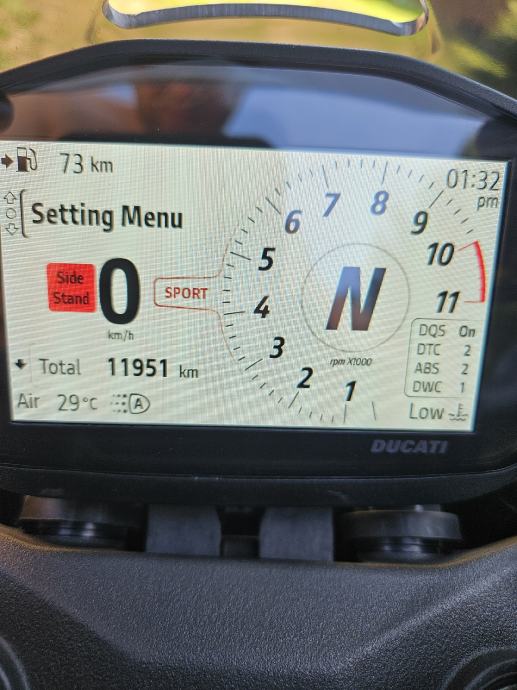 73 km
01:32
pm
Setting Menu
Side
Stand
0
km/h
SPORT
N
1
2
3
4
5
6
7
8
9
10
11
rpm X1000
DQS On
DTC 2
ABS 2
DWC 1
Total 11951 km
Air 29°C A
Low
DUCATI